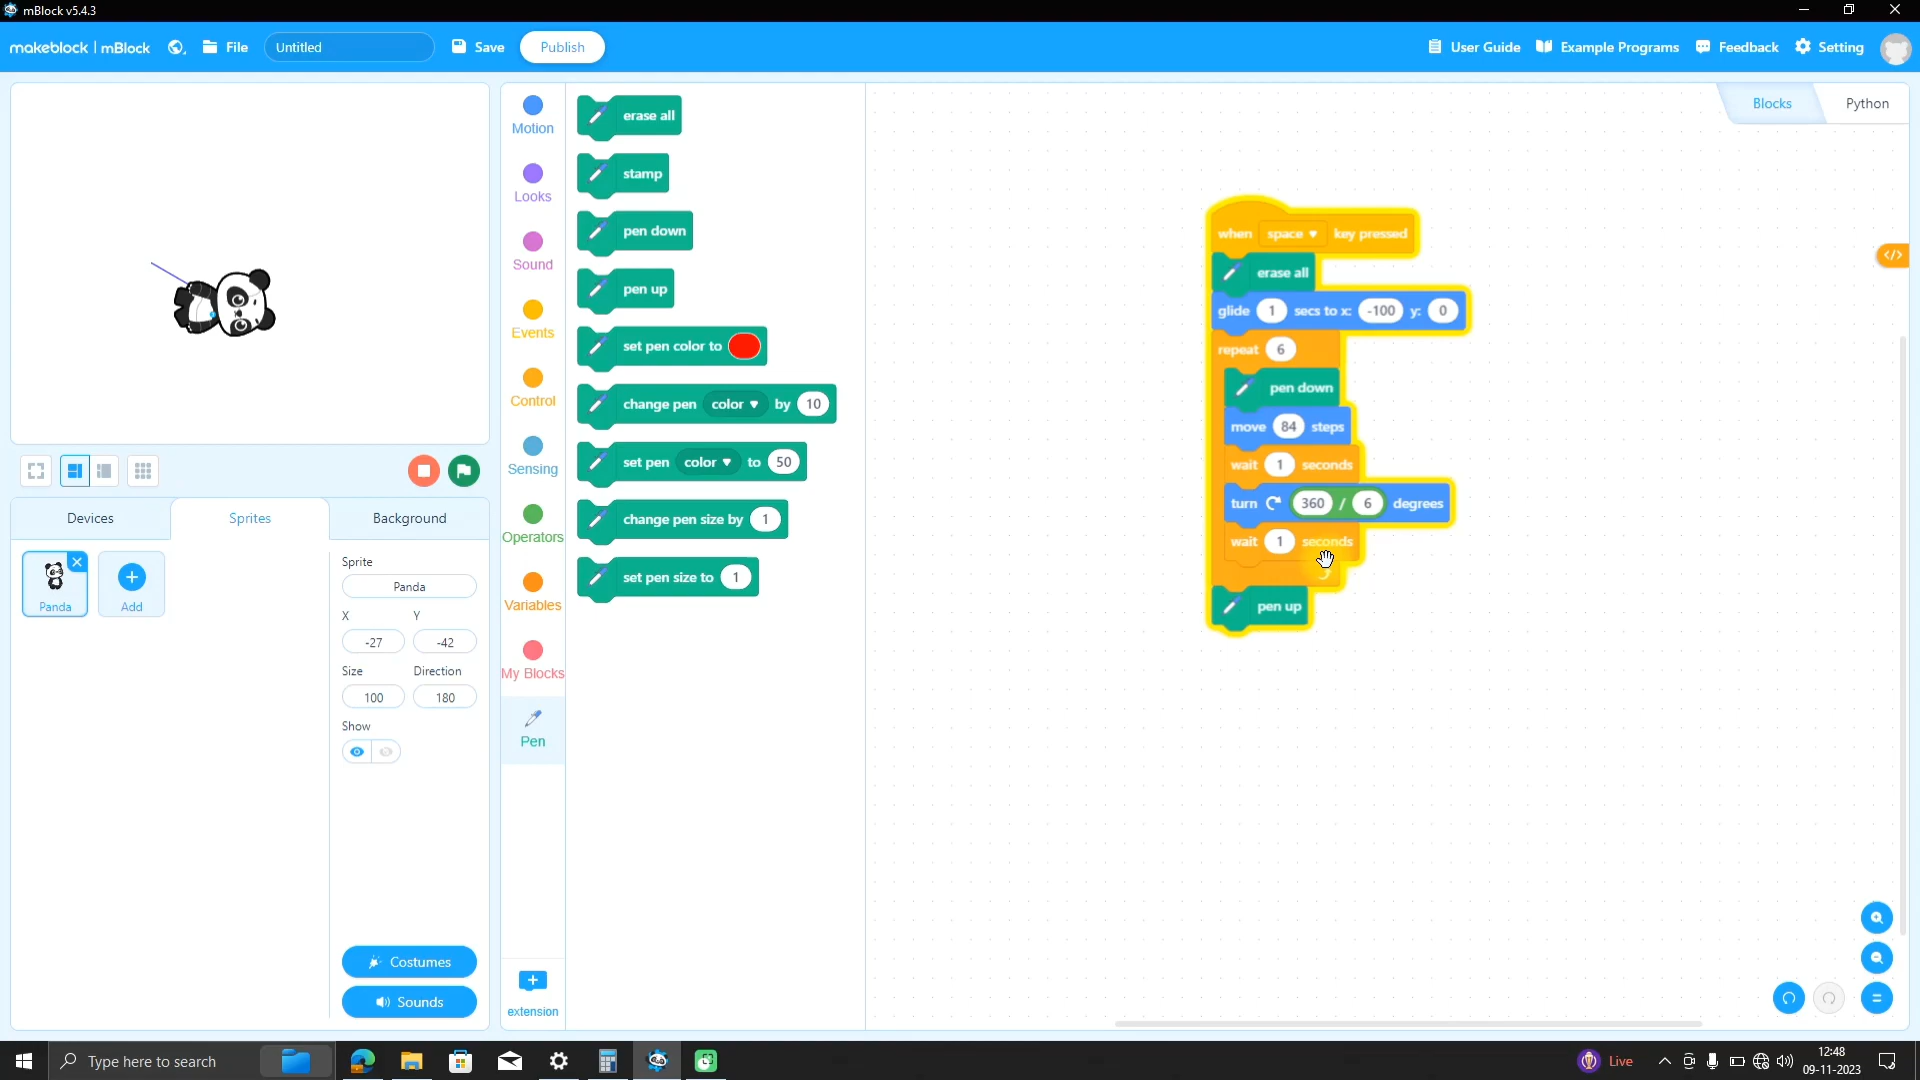 mBlock v5.4.3
makeblock | mBlock File Untitled Save Publish User Guide Example Programs Feedback Setting
Blocks Python
Motion
Looks
Sound
Events
Control
Sensing
Operators
Variables
My Blocks
Pen
extension
erase all
stamp
pen down
pen up
set pen color to
change pen color ▾ by 10
set pen color ▾ to 50
change pen size by 1
set pen size to 1
when space ▾ key pressed
erase all
glide 1 secs to x: -100 y: 0
repeat 6
pen down
move 84 steps
wait 1 seconds
turn 360 / 6 degrees
wait 1 seconds
pen up
</>
Devices Sprites Background
Panda
Add
Sprite
Panda
X Y
-27 -42
Size Direction
100 180
Show
Costumes
Sounds
Type here to search
Live
12:48
09-11-2023